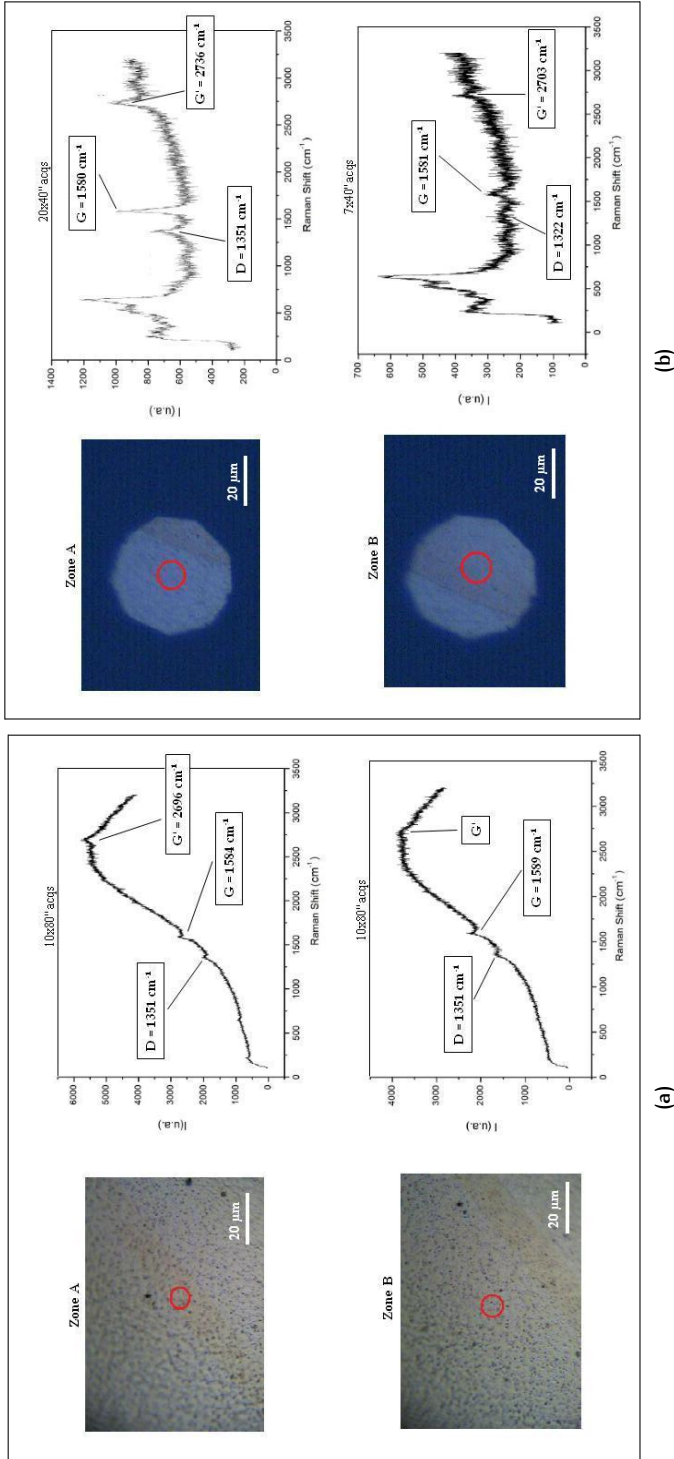 Zone A
20 µm
10x80" acqs
I(u.a.)
6000
5000
4000
3000
2000
1000
0
D = 1351 cm⁻¹
G = 1584 cm⁻¹
G' = 2696 cm⁻¹
0 500 1000 1500 2000 2500 3000 3500
Raman Shift (cm⁻¹)
Zone B
20 µm
10x80" acqs
I (u.a.)
4000
3000
2000
1000
0
D = 1351 cm⁻¹
G = 1589 cm⁻¹
G'
0 500 1000 1500 2000 2500 3000 3500
Raman Shift (cm⁻¹)
(a)
Zone A
20 µm
20x40" acqs
I (u.a.)
1400
1200
1000
800
600
400
200
0
G = 1580 cm⁻¹
G' = 2736 cm⁻¹
D = 1351 cm⁻¹
0 500 1000 1500 2000 2500 3000 3500
Raman Shift (cm⁻¹)
Zone B
20 µm
7x40" acqs
I (u.a.)
700
600
500
400
300
200
100
0
G = 1581 cm⁻¹
D = 1322 cm⁻¹
G' = 2703 cm⁻¹
0 500 1000 1500 2000 2500 3000 3500
Raman Shift (cm⁻¹)
(b)